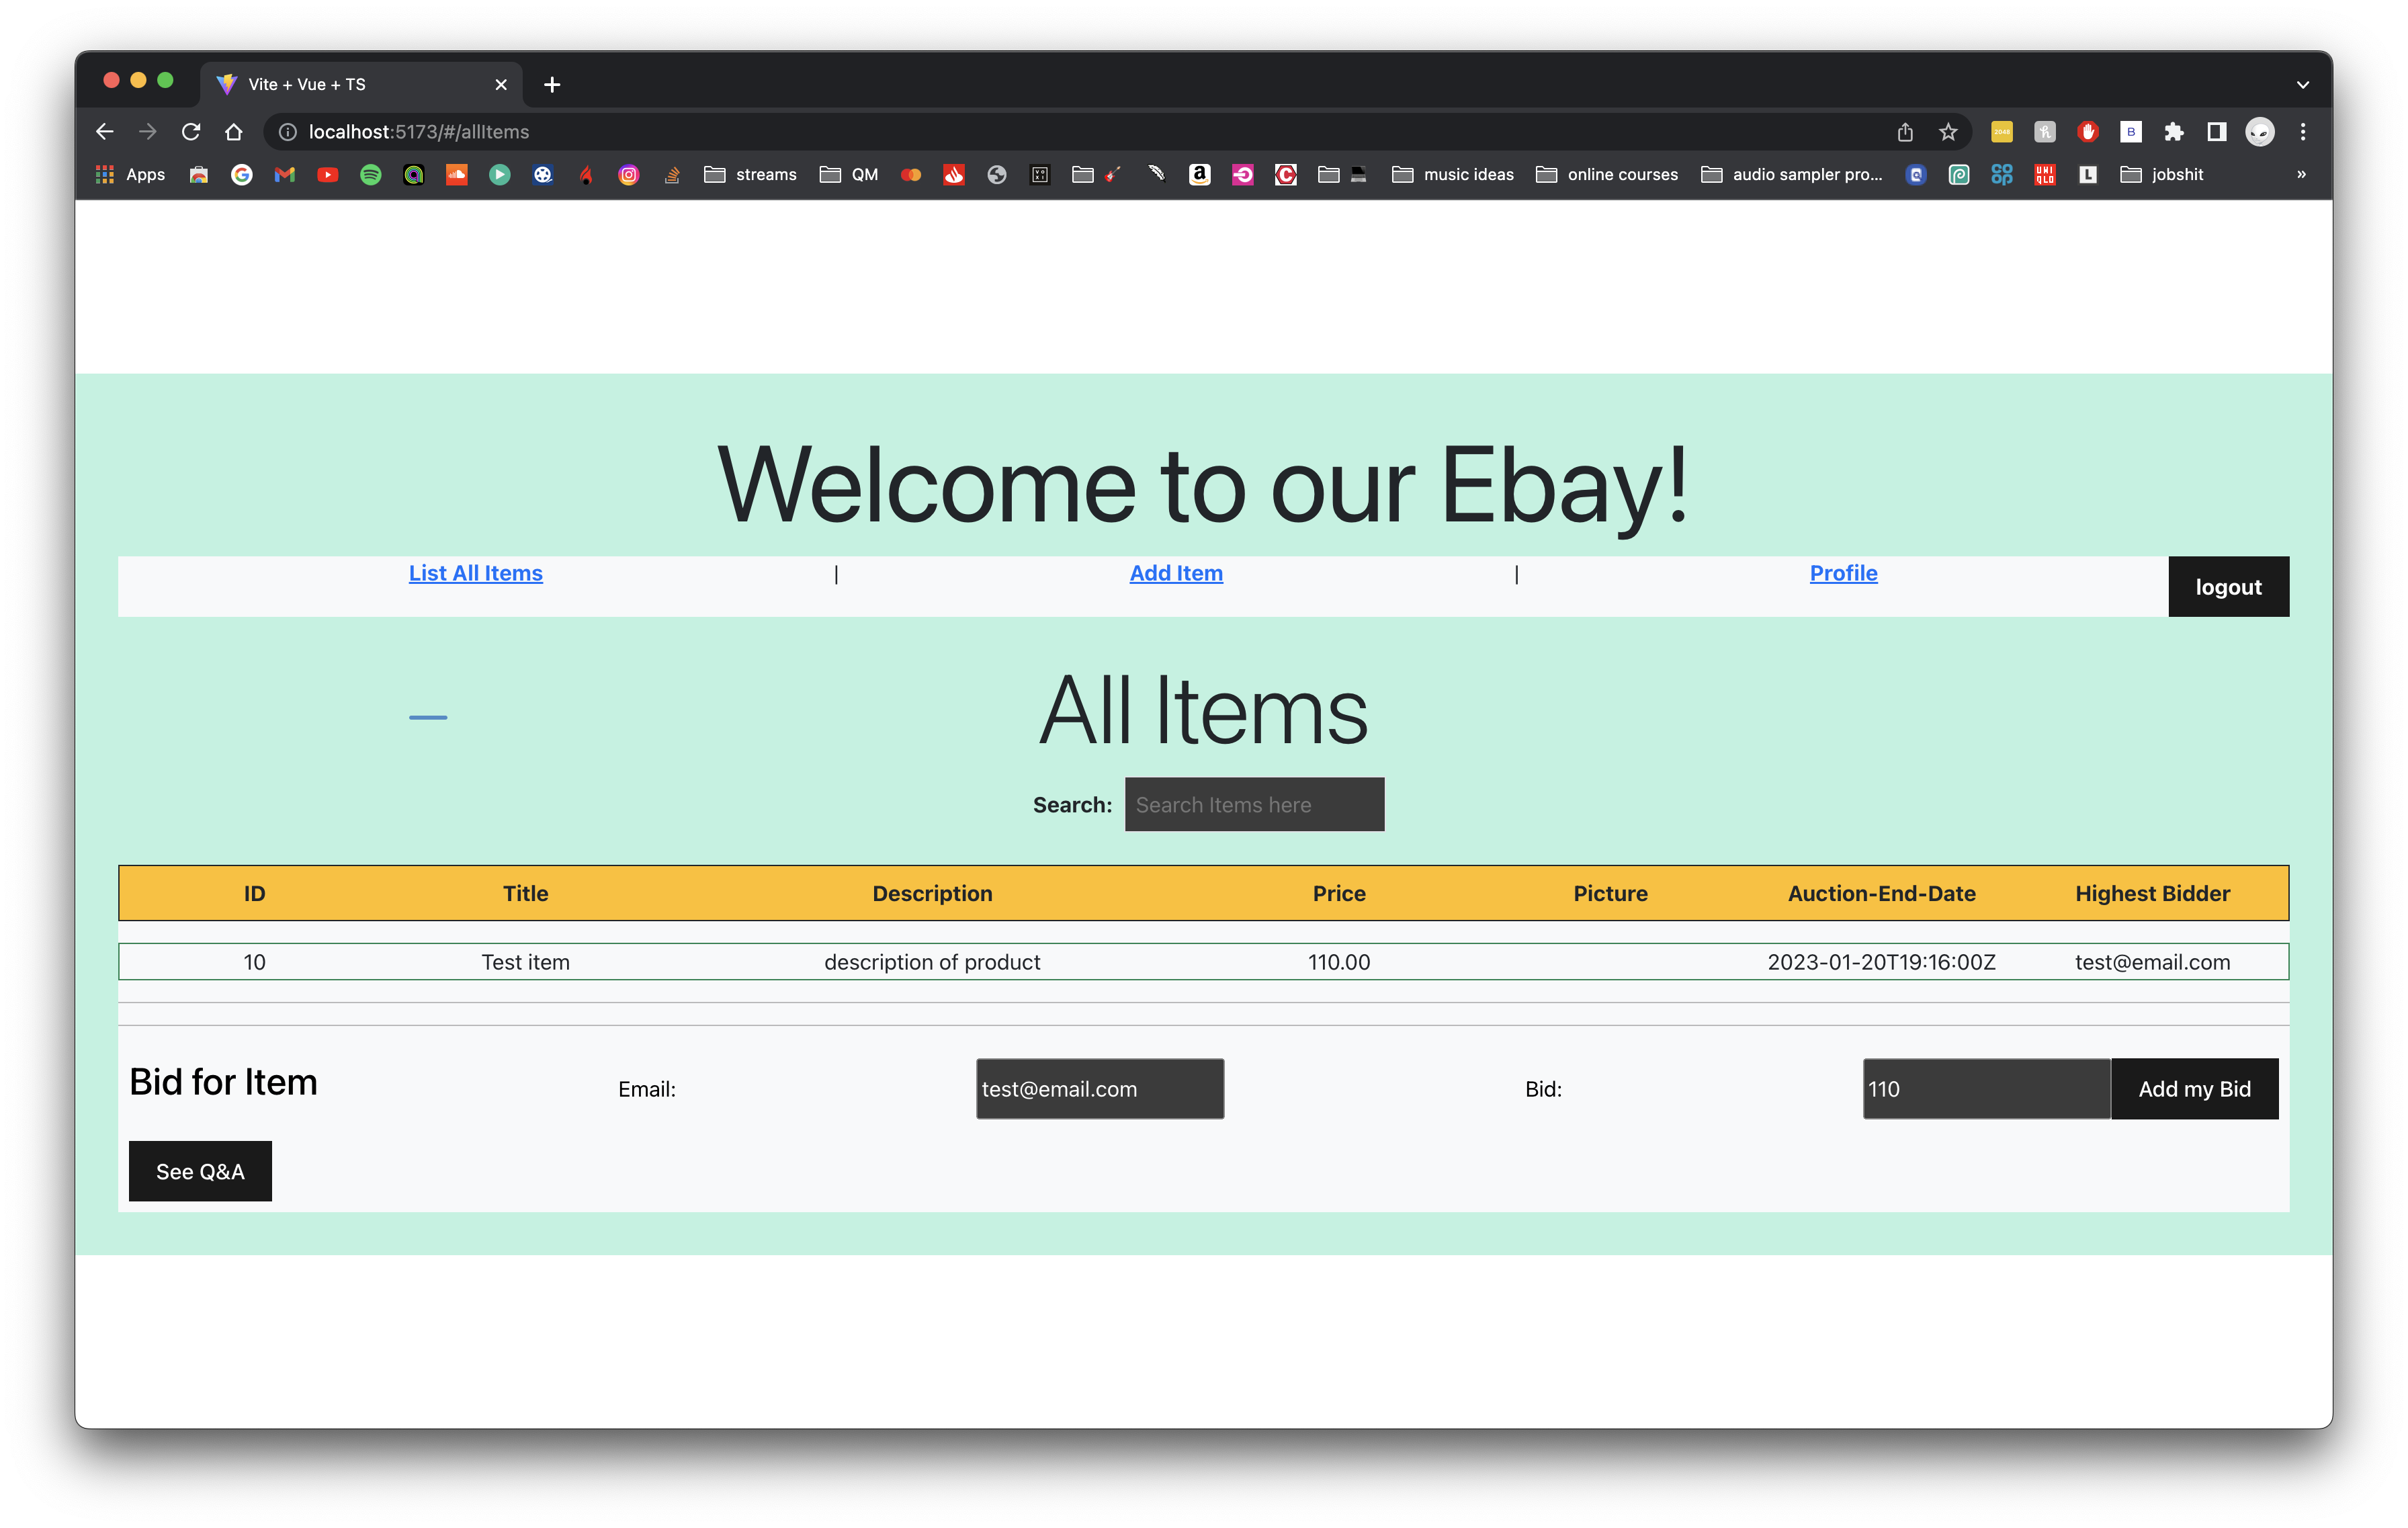 Vite + Vue + TS
localhost:5173/#/allItems
Apps streams QM music ideas online courses audio sampler pro... jobshit »
Welcome to our Ebay!
List All Items | Add Item | Profile logout
All Items
Search: Search Items here
ID Title Description Price Picture Auction-End-Date Highest Bidder
10 Test item description of product 110.00 2023-01-20T19:16:00Z test@email.com
Bid for Item Email: test@email.com Bid: 110 Add my Bid
See Q&A